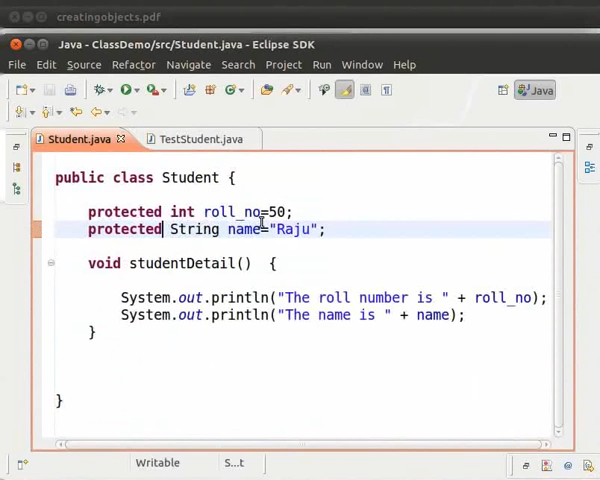 creatingobjects.pdf
Java - ClassDemo/src/Student.java - Eclipse SDK
File Edit Source Refactor Navigate Search Project Run Window Help
Java
Student.java TestStudent.java
public class Student {
protected int roll_no=50;
protected String name="Raju";
void studentDetail() {
System.out.println("The roll number is " + roll_no);
System.out.println("The name is " + name);
}
}
Writable S...t